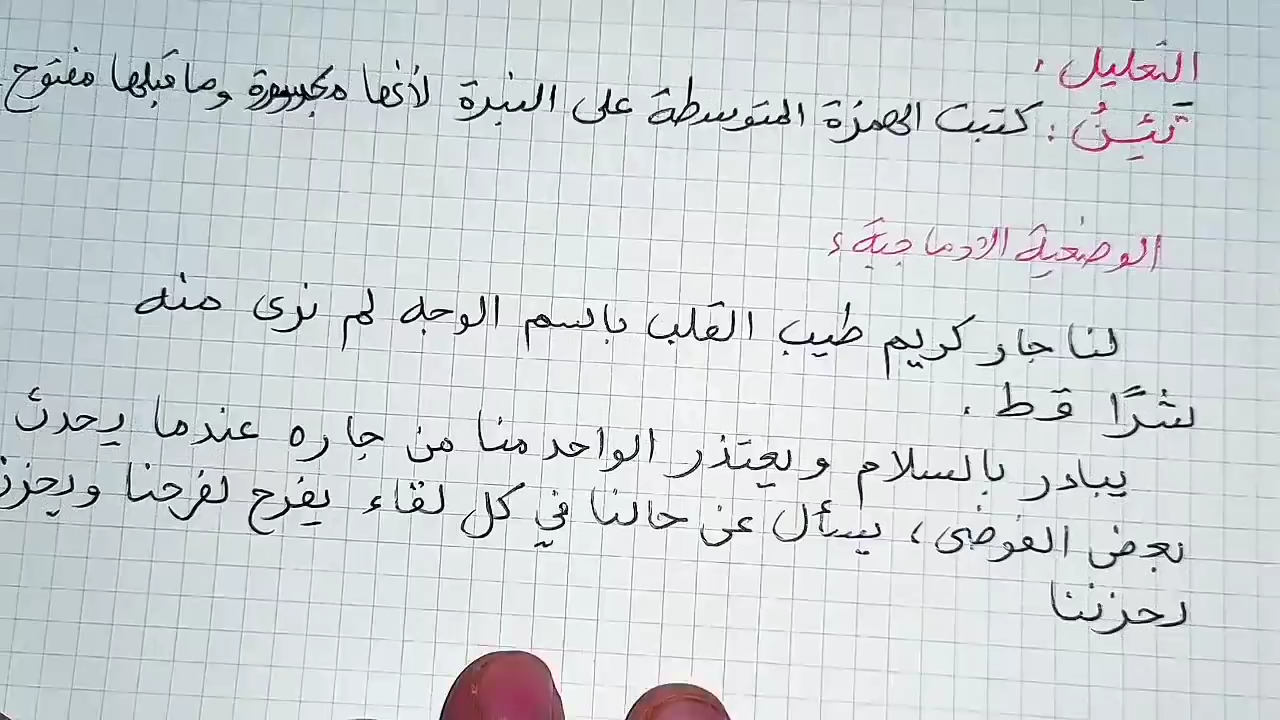 التعليل :
تَئِنُ : كتبت الهمزة المتوسطة على النبرة لأنها مكسورة وما قبلها مفتوح
الوضعية الادماجية :
لنا جار كريم طيب القلب باسم الوجه لم نرى منه
شرًا قط .
يبادر بالسلام ويعتذر الواحد منا من جاره عندما يحدث
بعض الفوضى ، يسأل عن حالنا في كل لقاء يفرح لفرحنا ويحزن
لحزننا